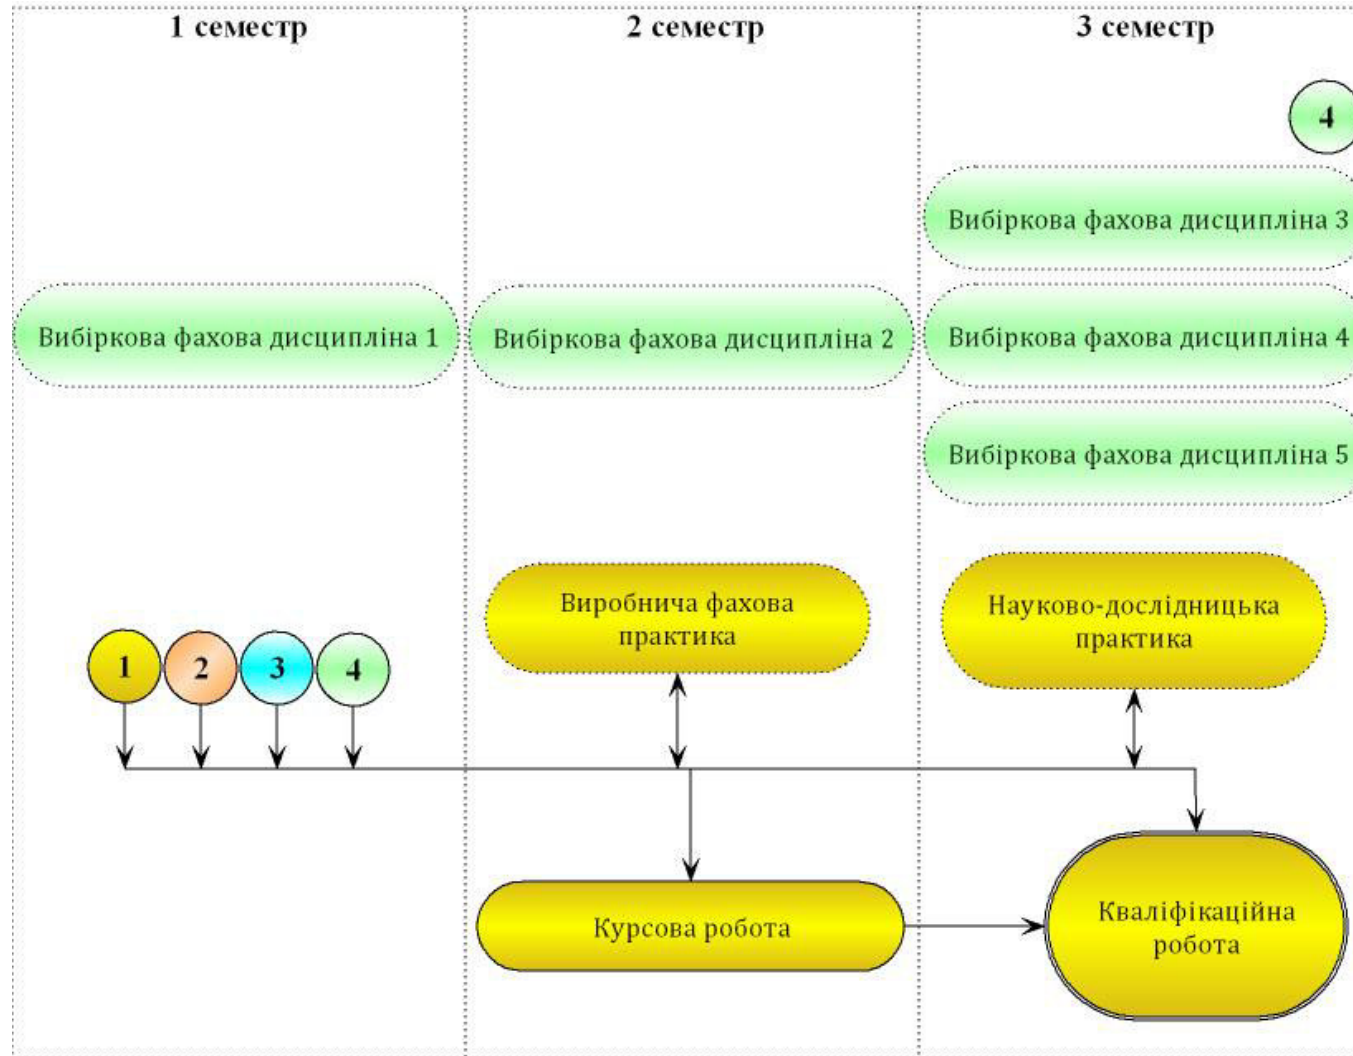 1 семестр
2 семестр
3 семестр
4
Вибіркова фахова дисципліна 3
Вибіркова фахова дисципліна 1
Вибіркова фахова дисципліна 2
Вибіркова фахова дисципліна 4
Вибіркова фахова дисципліна 5
Виробнича фахова
практика
Науково-дослідницька
практика
1
2
3
4
Курсова робота
Кваліфікаційна
робота